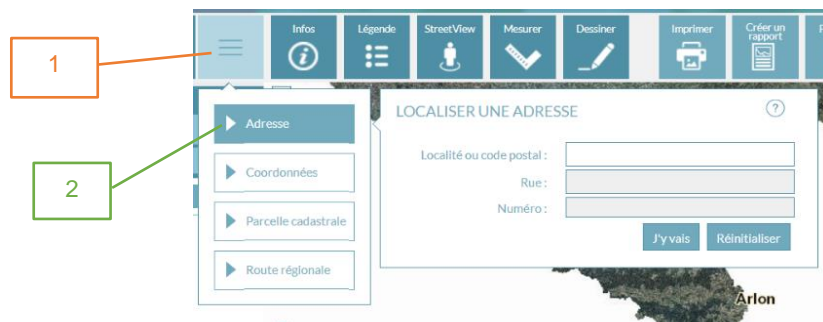 1
Infos
Légende
StreetView
Mesurer
Dessiner
Imprimer
Créer un
rapport
2
Adresse
Coordonnées
Parcelle cadastrale
Route régionale
LOCALISER UNE ADRESSE
?
Localité ou code postal :
Rue :
Numéro :
J'y vais
Réinitialiser
Arlon